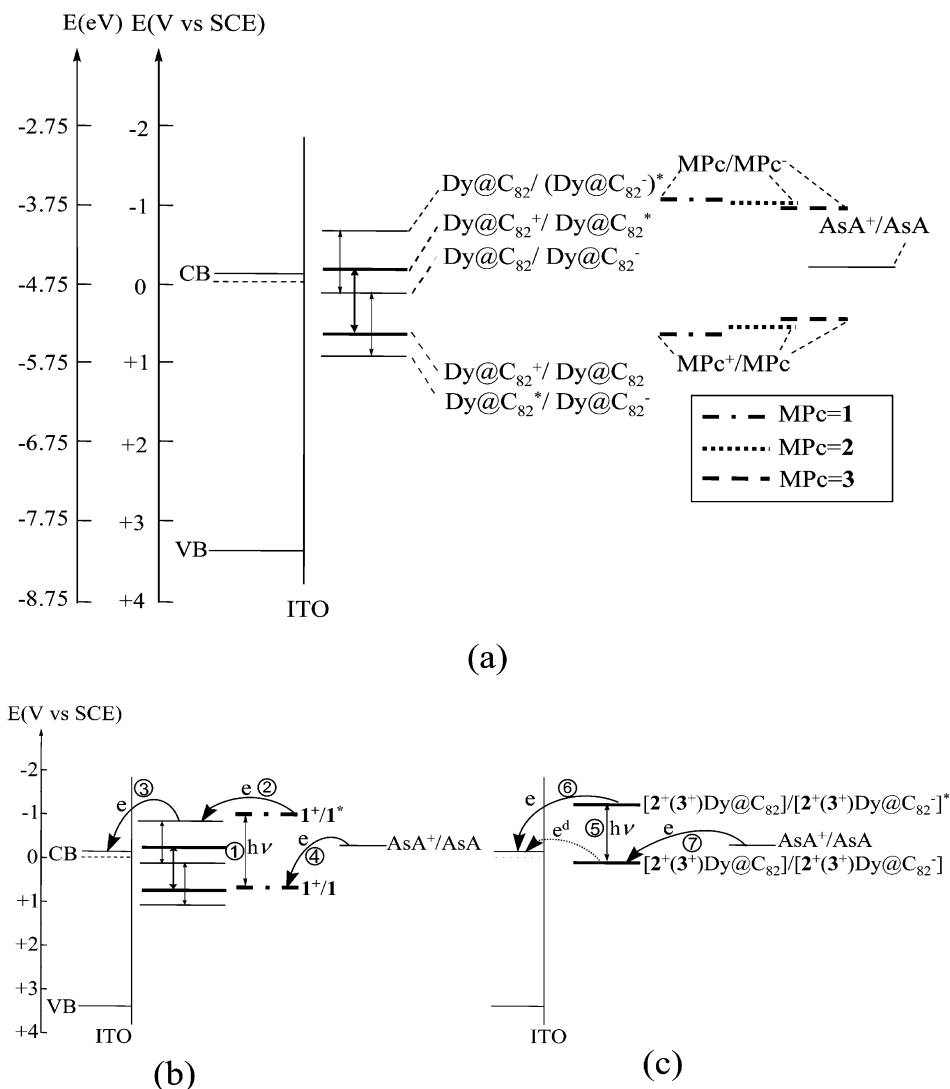 E(eV) E(V vs SCE)
-2.75 -2
-3.75 -1
-4.75 0
-5.75 +1
-6.75 +2
-7.75 +3
-8.75 +4
CB
VB
ITO
Dy@C₈₂/ (Dy@C₈₂⁻)*
Dy@C₈₂⁺/ Dy@C₈₂*
Dy@C₈₂/ Dy@C₈₂⁻
Dy@C₈₂⁺/ Dy@C₈₂
Dy@C₈₂*/ Dy@C₈₂⁻
MPc/MPc⁻
AsA⁺/AsA
MPc⁺/MPc
MPc=1
MPc=2
MPc=3
(a)
E(V vs SCE)
-2
-1
0
+1
+2
+3
+4
CB
VB
ITO
e ③
e ②
1⁺/1*
① hν
e
④
AsA⁺/AsA
1⁺/1
(b)
e ⑥
[2⁺(3⁺)Dy@C₈₂]/[2⁺(3⁺)Dy@C₈₂⁻]*
eᵈ
⑤ hν
e
⑦
AsA⁺/AsA
[2⁺(3⁺)Dy@C₈₂]/[2⁺(3⁺)Dy@C₈₂⁻]
ITO
(c)